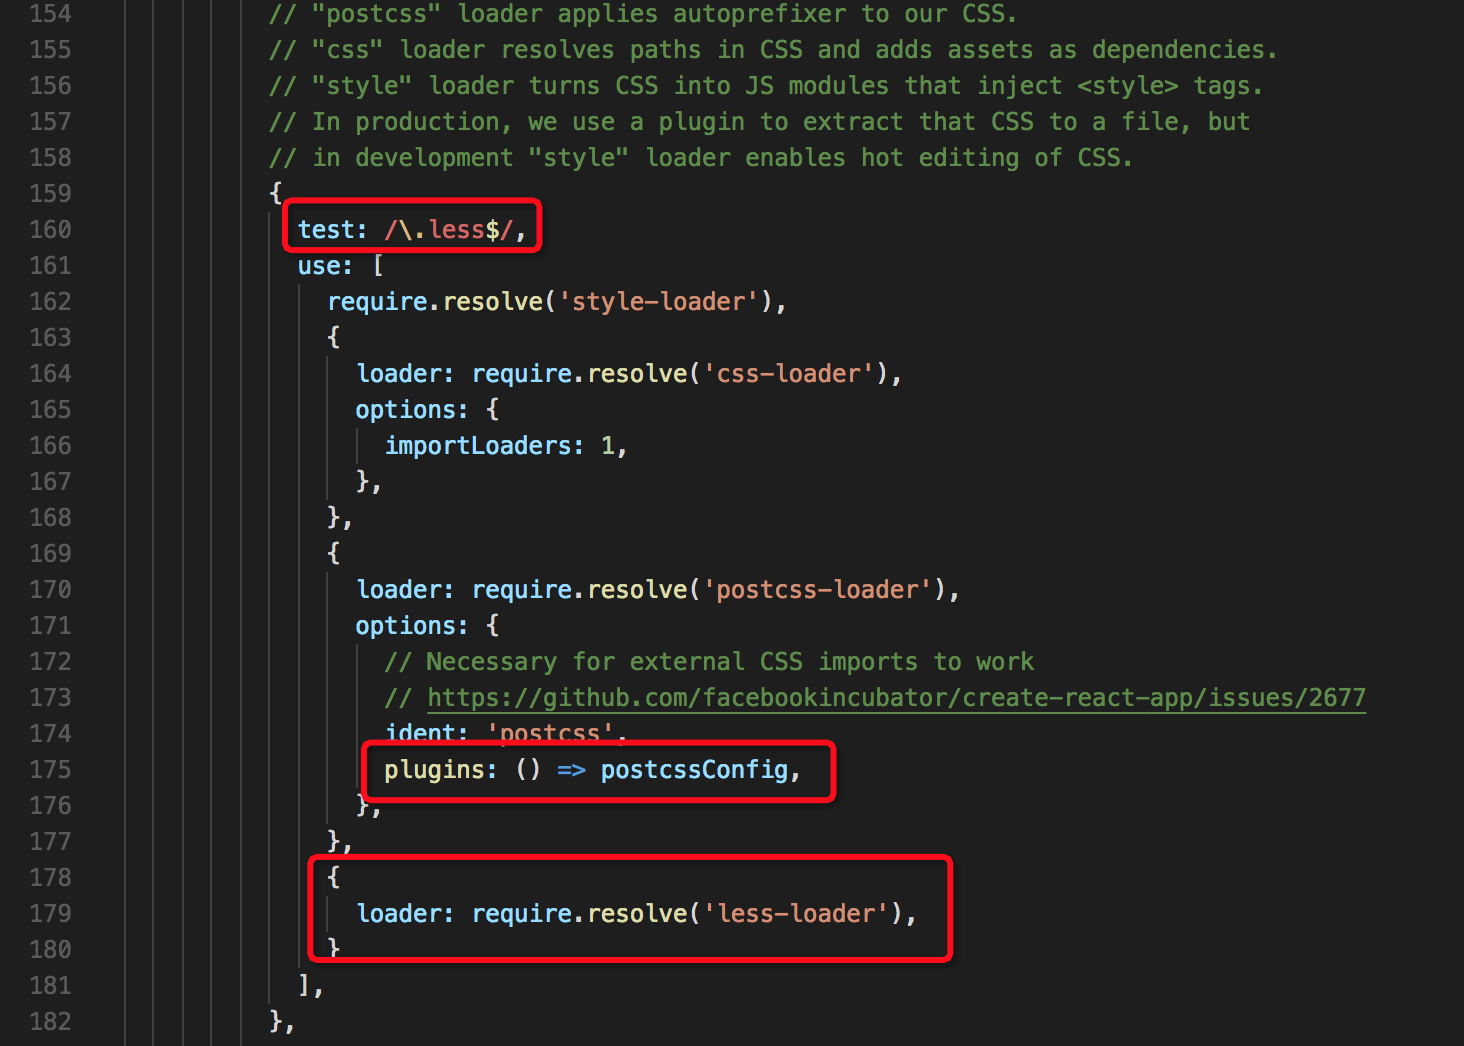 154 // "postcss" loader applies autoprefixer to our CSS.
155 // "css" loader resolves paths in CSS and adds assets as dependencies.
156 // "style" loader turns CSS into JS modules that inject <style> tags.
157 // In production, we use a plugin to extract that CSS to a file, but
158 // in development "style" loader enables hot editing of CSS.
159 {
160 test: /\.less$/,
161 use: [
162 require.resolve('style-loader'),
163 {
164 loader: require.resolve('css-loader'),
165 options: {
166 importLoaders: 1,
167 },
168 },
169 {
170 loader: require.resolve('postcss-loader'),
171 options: {
172 // Necessary for external CSS imports to work
173 // https://github.com/facebookincubator/create-react-app/issues/2677
174 ident: 'postcss',
175 plugins: () => postcssConfig,
176 },
177 },
178 {
179 loader: require.resolve('less-loader'),
180 }
181 ],
182 },